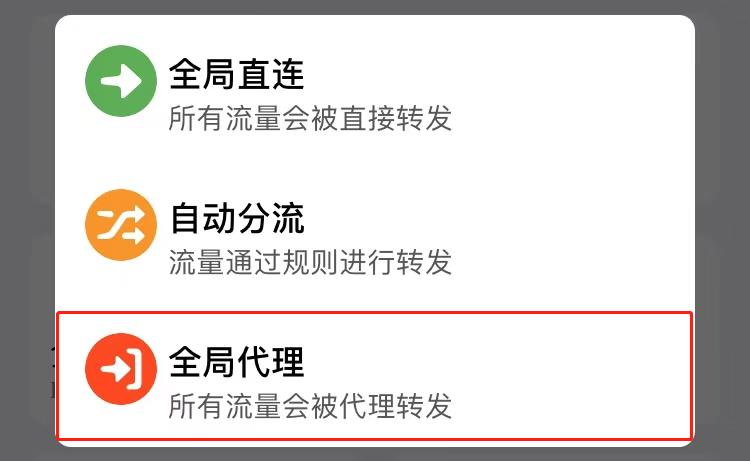 全局直连
所有流量会被直接转发
自动分流
流量通过规则进行转发
全局代理
所有流量会被代理转发